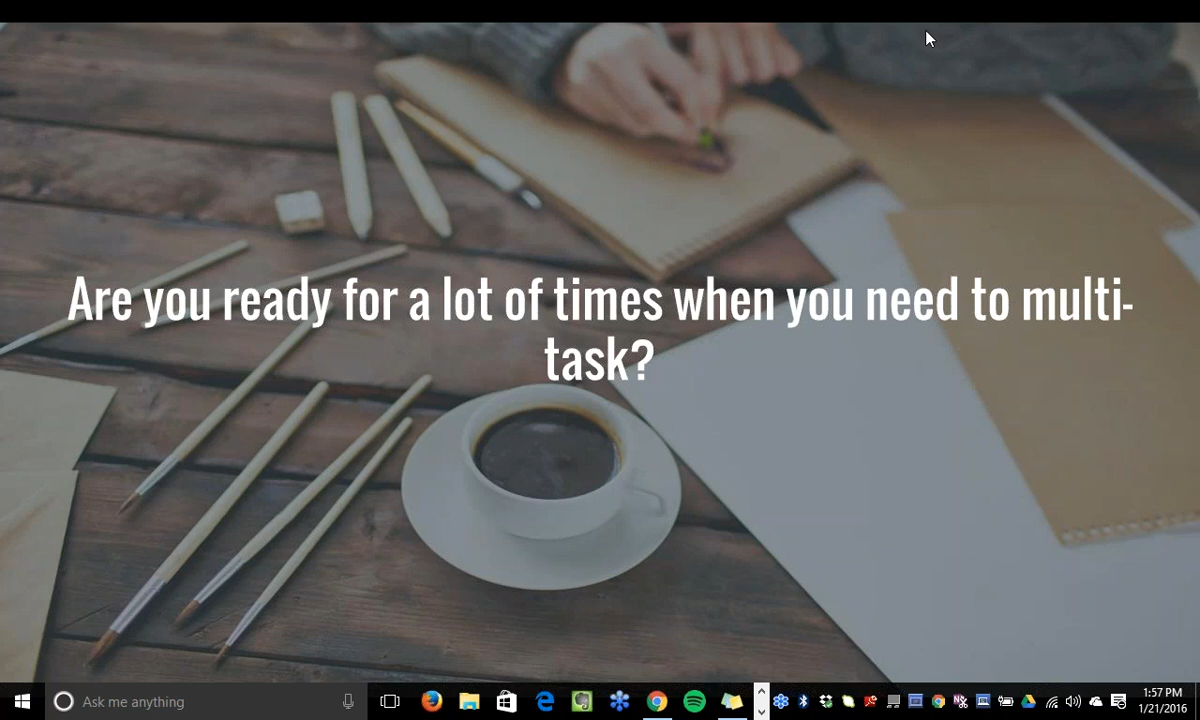 Are you ready for a lot of times when you need to multi-
task?
Ask me anything
1:57 PM
1/21/2016